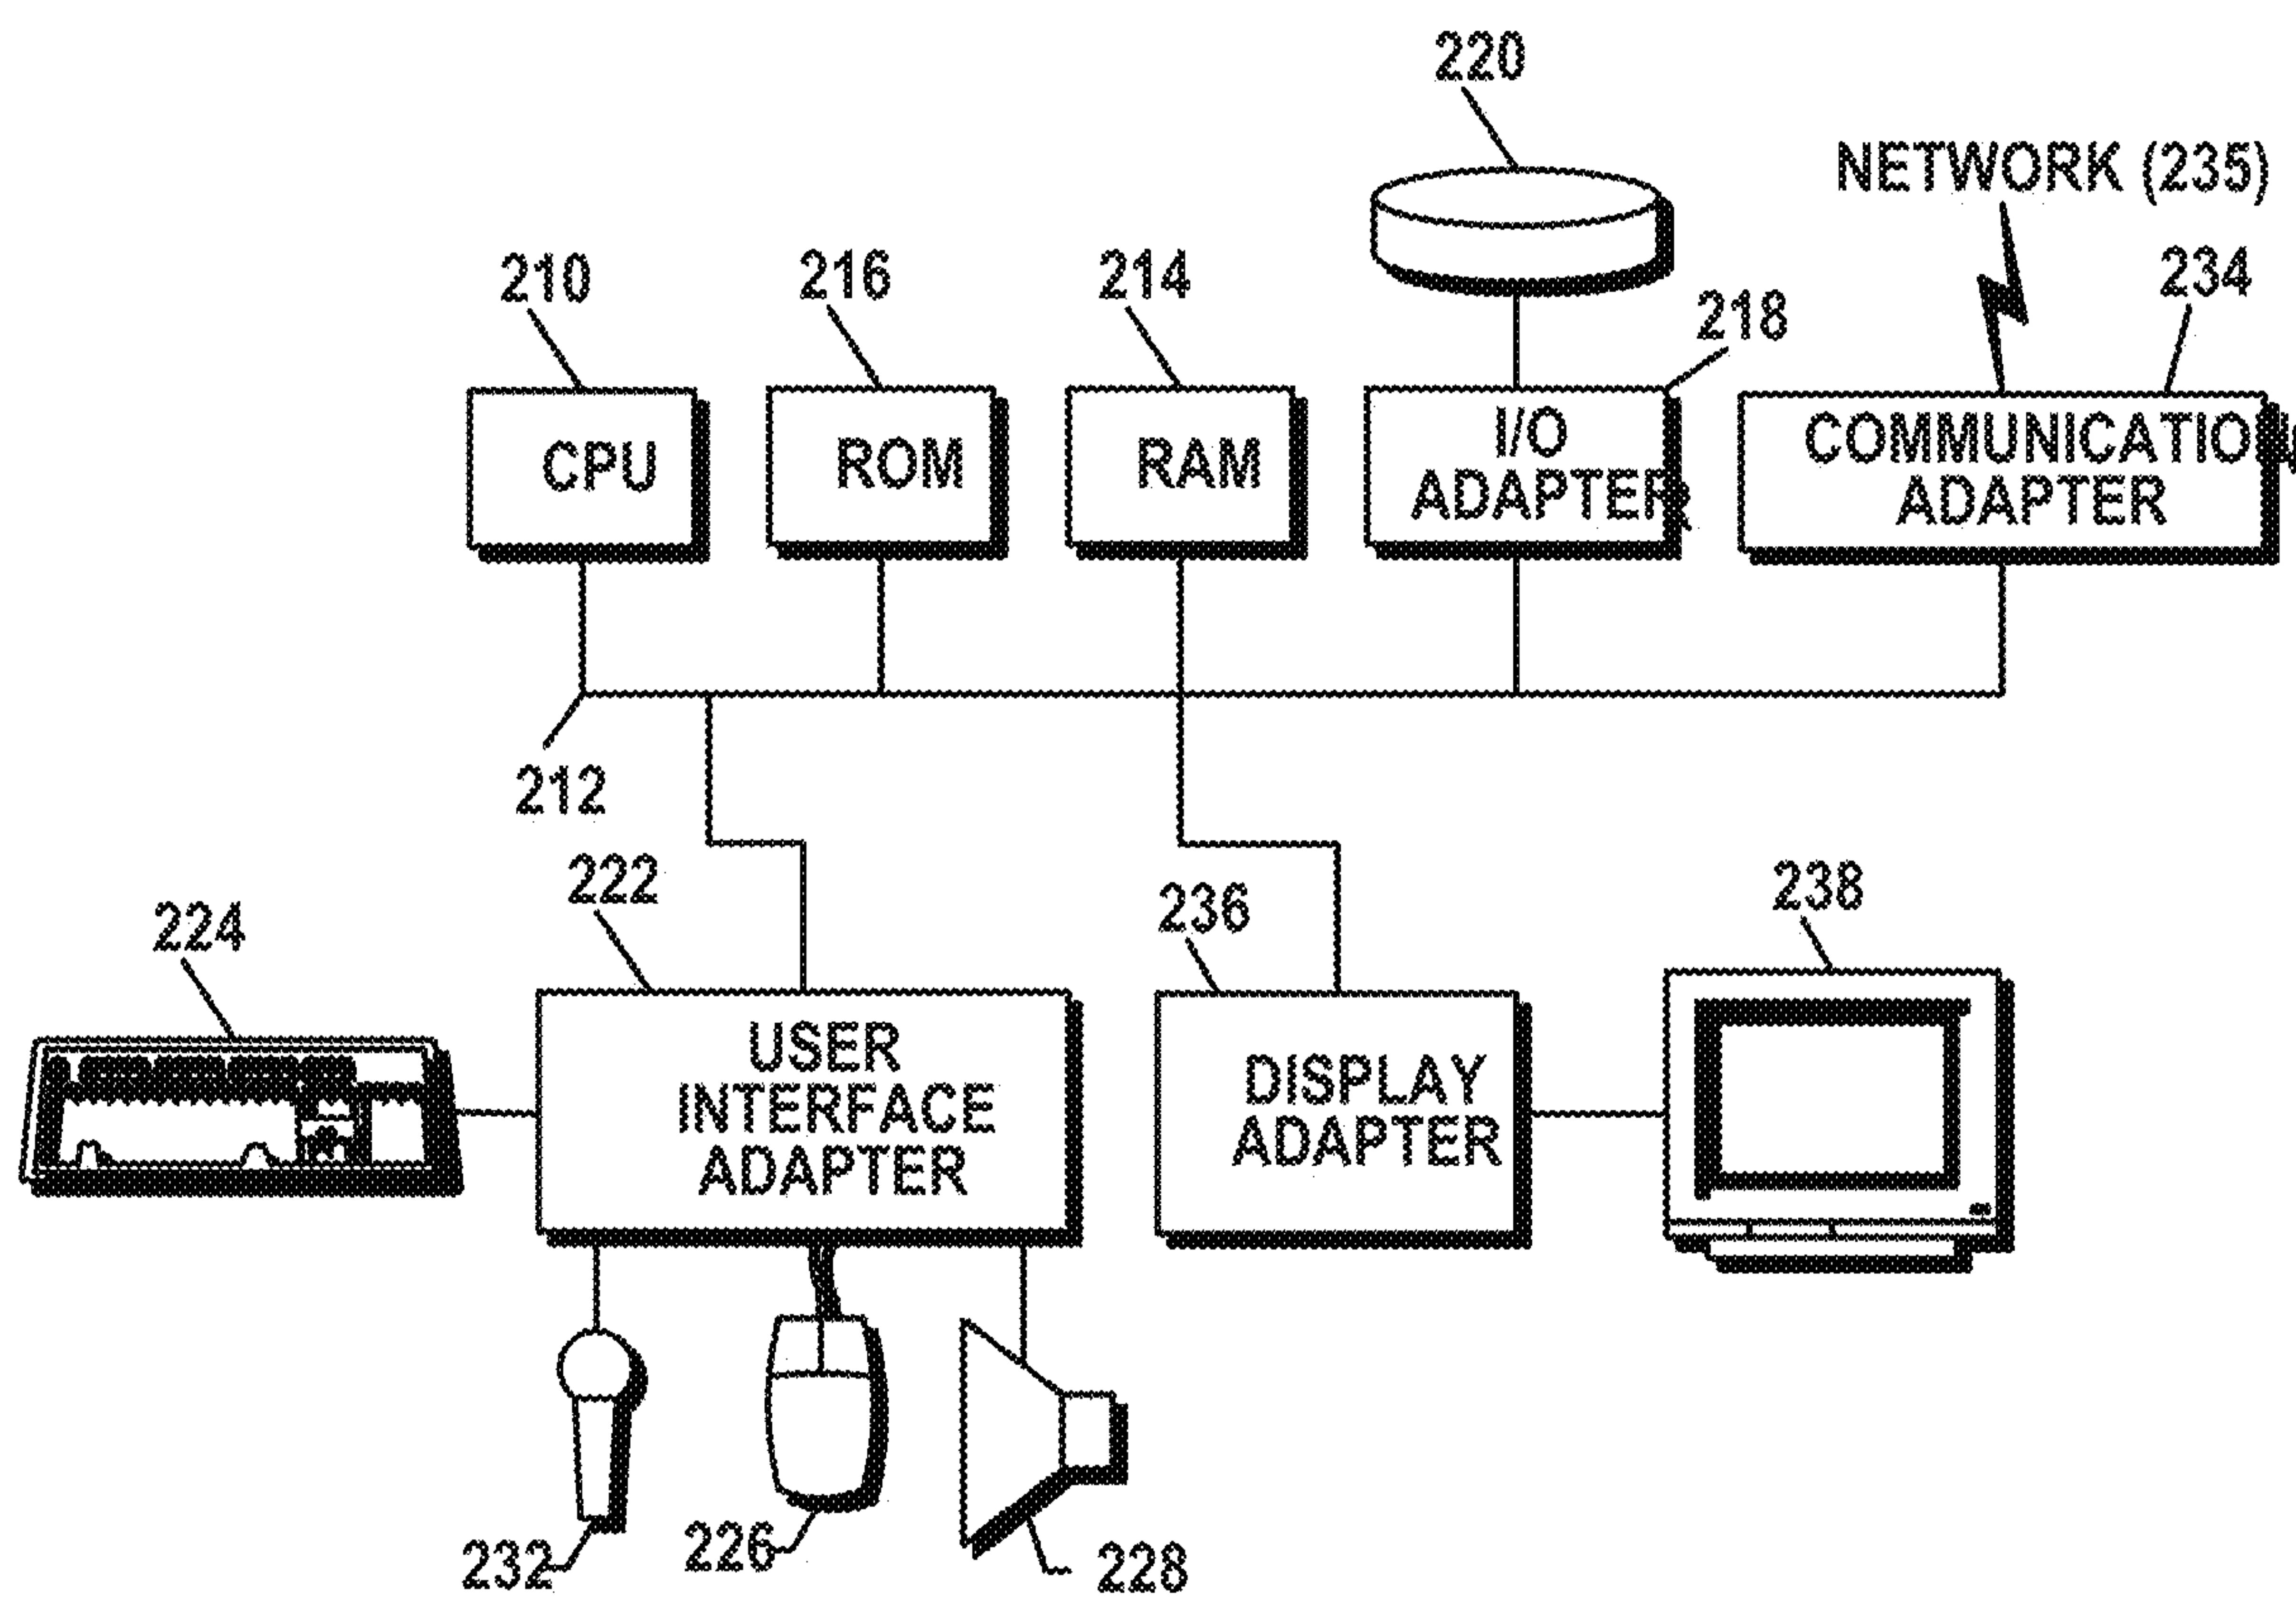 220
NETWORK (235)
210
216
214
218
234
CPU
ROM
RAM
I/O
ADAPTER
COMMUNICATION
ADAPTER
212
222
236
238
224
USER
INTERFACE
ADAPTER
DISPLAY
ADAPTER
232
226
228